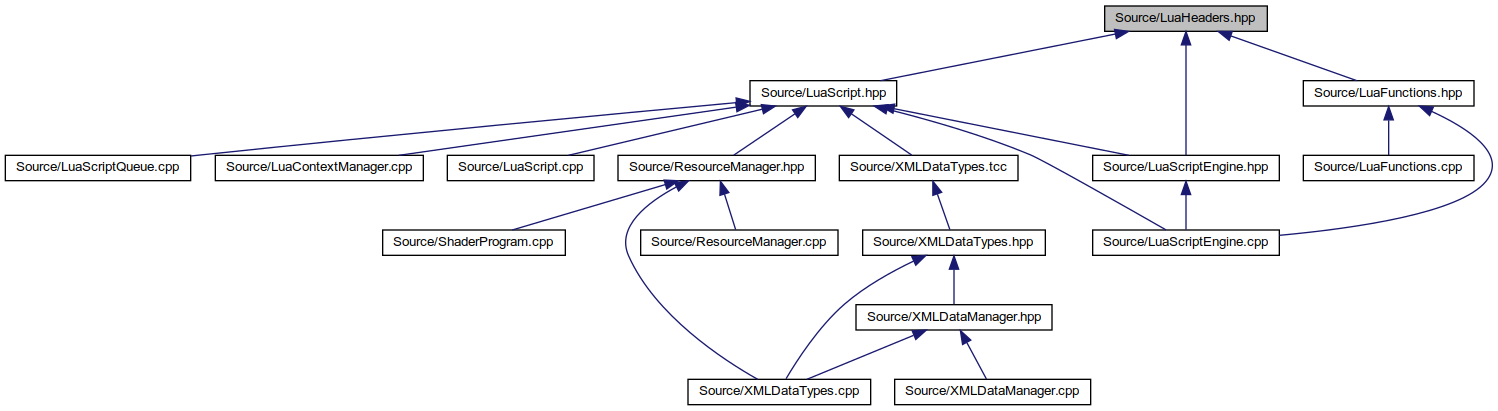 Source/LuaHeaders.hpp
Source/LuaScript.hpp
Source/LuaFunctions.hpp
Source/LuaScriptQueue.cpp
Source/LuaContextManager.cpp
Source/LuaScript.cpp
Source/ResourceManager.hpp
Source/XMLDataTypes.tcc
Source/LuaScriptEngine.hpp
Source/LuaFunctions.cpp
Source/ShaderProgram.cpp
Source/ResourceManager.cpp
Source/XMLDataTypes.hpp
Source/LuaScriptEngine.cpp
Source/XMLDataManager.hpp
Source/XMLDataTypes.cpp
Source/XMLDataManager.cpp